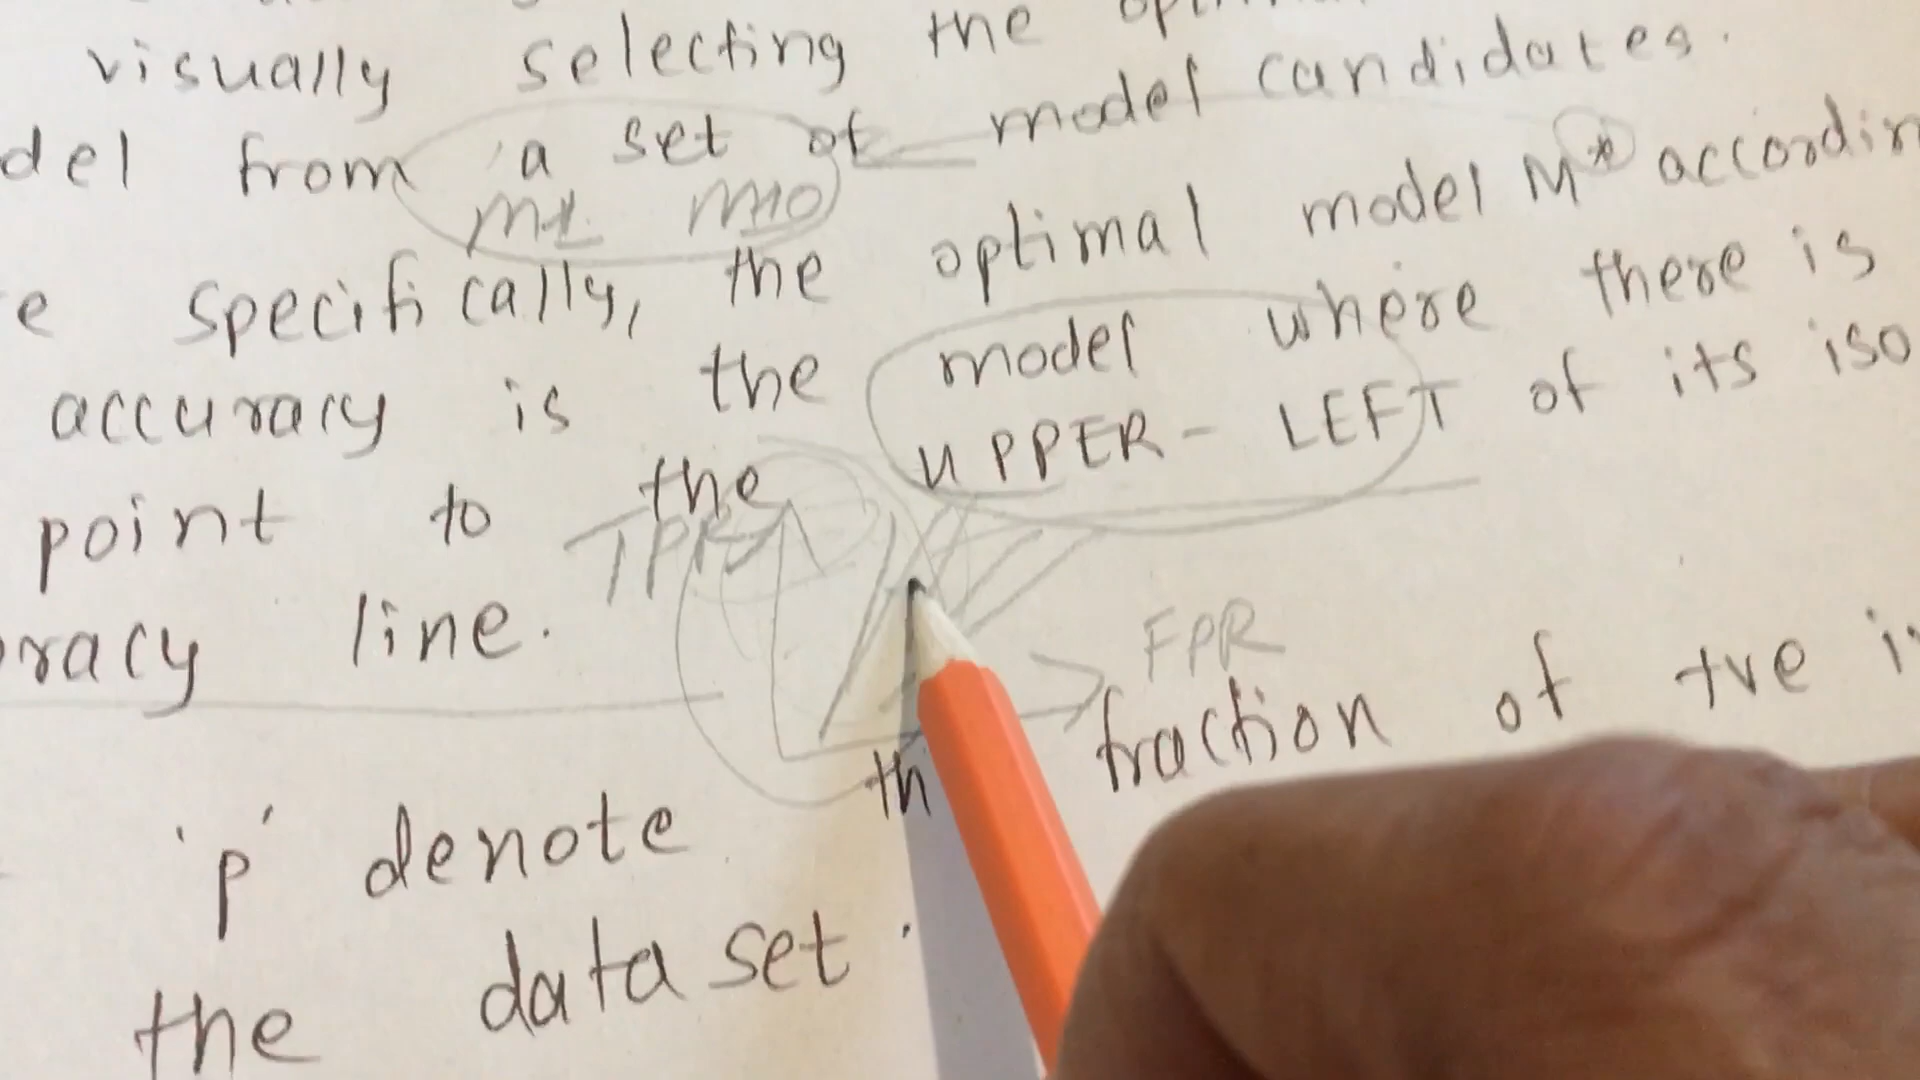 visually selecting the
del from a set of model candidates.
M1 M10
e specifically, the optimal model M* accordin
accuracy is the model where there is
point to the UPPER-LEFT of its iso
TPR
racy line.
FPR
'p' denote th fraction of +ve i
the data set.